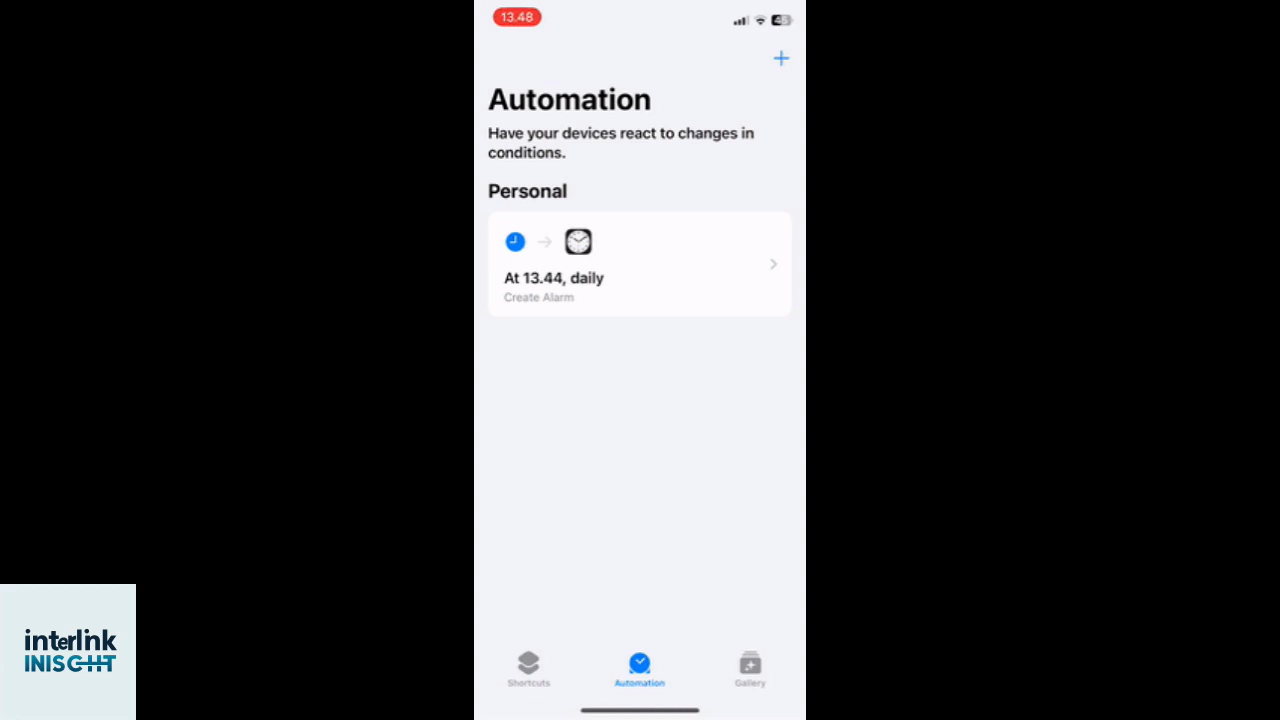 13.48
Automation
Have your devices react to changes in
conditions.
Personal
At 13.44, daily
Create Alarm
Shortcuts
Automation
Gallery
interlink
INISGHT